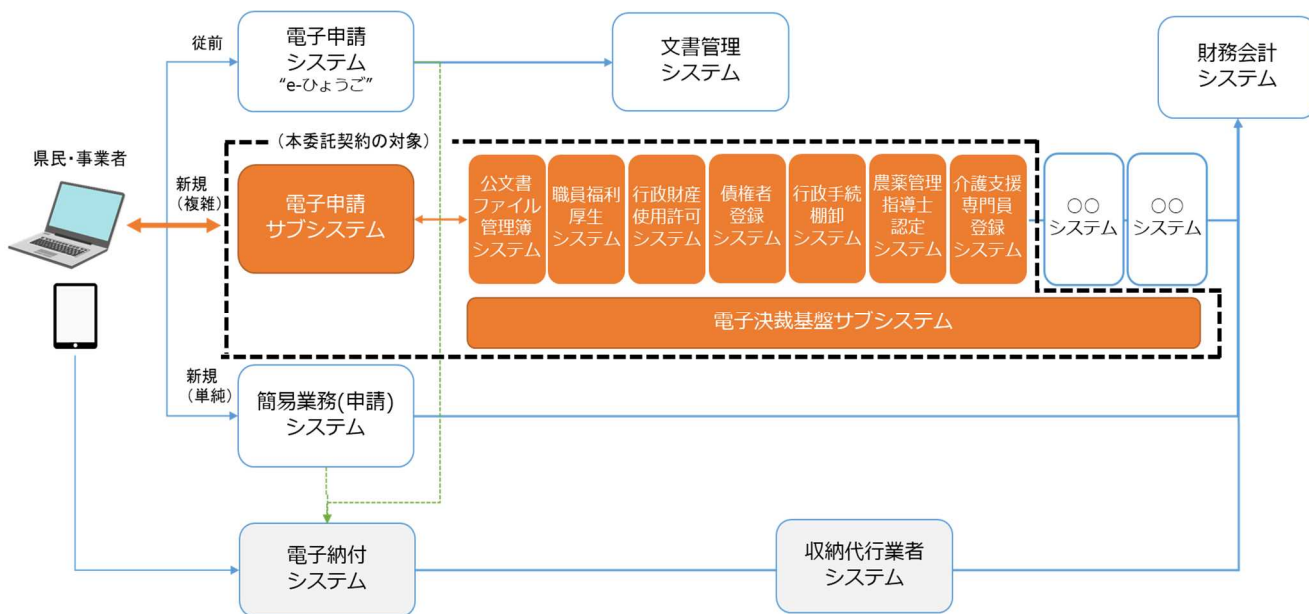 従前
電子申請
システム
“e-ひょうご”
文書管理
システム
財務会計
システム
（本委託契約の対象）
県民・事業者
新規
（複雑）
電子申請
サブシステム
公文書
ファイル
管理簿
システム
職員福利
厚生
システム
行政財産
使用許可
システム
債権者
登録
システム
行政手続
棚卸
システム
農薬管理
指導士
認定
システム
介護支援
専門員
登録
システム
○○
システム
○○
システム
電子決裁基盤サブシステム
新規
（単純）
簡易業務(申請)
システム
電子納付
システム
収納代行業者
システム